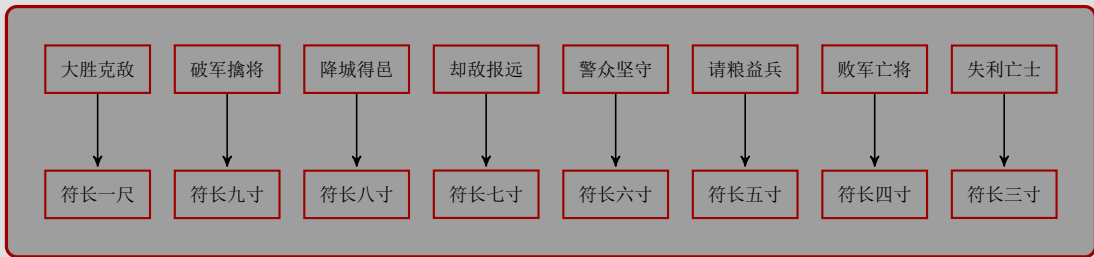 大胜克敌 破军擒将 降城得邑 却敌报远 警众坚守 请粮益兵 败军亡将 失利亡士
符长一尺 符长九寸 符长八寸 符长七寸 符长六寸 符长五寸 符长四寸 符长三寸